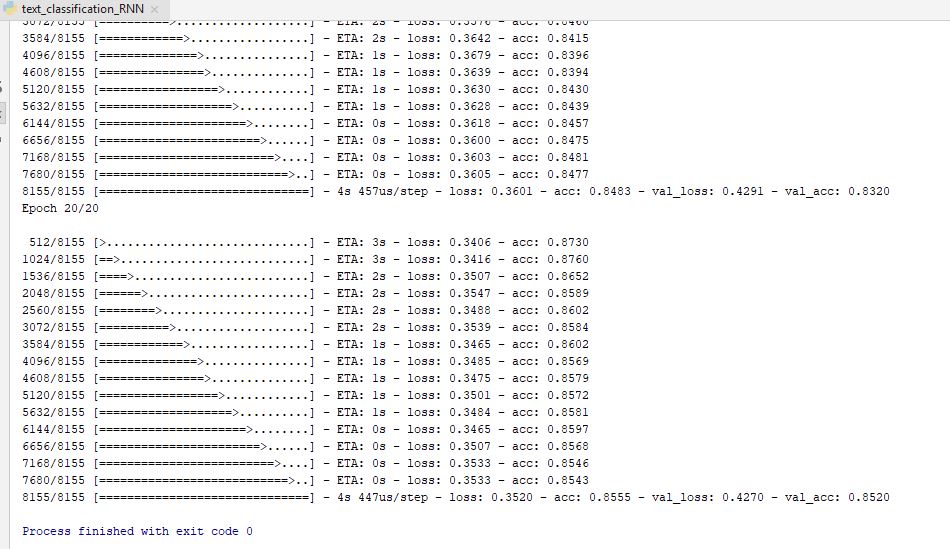 text_classification_RNN ×
3072/8155 [==========>...................] - ETA: 2s - loss: 0.3576 - acc: 0.8460
3584/8155 [============>.................] - ETA: 2s - loss: 0.3642 - acc: 0.8415
4096/8155 [==============>...............] - ETA: 1s - loss: 0.3679 - acc: 0.8396
4608/8155 [===============>..............] - ETA: 1s - loss: 0.3639 - acc: 0.8394
5120/8155 [=================>............] - ETA: 1s - loss: 0.3630 - acc: 0.8430
5632/8155 [===================>..........] - ETA: 1s - loss: 0.3628 - acc: 0.8439
6144/8155 [=====================>........] - ETA: 0s - loss: 0.3618 - acc: 0.8457
6656/8155 [=======================>......] - ETA: 0s - loss: 0.3600 - acc: 0.8475
7168/8155 [=========================>....] - ETA: 0s - loss: 0.3603 - acc: 0.8481
7680/8155 [===========================>..] - ETA: 0s - loss: 0.3605 - acc: 0.8477
8155/8155 [==============================] - 4s 457us/step - loss: 0.3601 - acc: 0.8483 - val_loss: 0.4291 - val_acc: 0.8320
Epoch 20/20
512/8155 [>.............................] - ETA: 3s - loss: 0.3406 - acc: 0.8730
1024/8155 [==>...........................] - ETA: 3s - loss: 0.3416 - acc: 0.8760
1536/8155 [====>.........................] - ETA: 2s - loss: 0.3507 - acc: 0.8652
2048/8155 [======>.......................] - ETA: 2s - loss: 0.3547 - acc: 0.8589
2560/8155 [========>.....................] - ETA: 2s - loss: 0.3488 - acc: 0.8602
3072/8155 [==========>...................] - ETA: 2s - loss: 0.3539 - acc: 0.8584
3584/8155 [============>.................] - ETA: 1s - loss: 0.3465 - acc: 0.8602
4096/8155 [==============>...............] - ETA: 1s - loss: 0.3485 - acc: 0.8569
4608/8155 [===============>..............] - ETA: 1s - loss: 0.3475 - acc: 0.8579
5120/8155 [=================>............] - ETA: 1s - loss: 0.3501 - acc: 0.8572
5632/8155 [===================>..........] - ETA: 1s - loss: 0.3484 - acc: 0.8581
6144/8155 [=====================>........] - ETA: 0s - loss: 0.3465 - acc: 0.8597
6656/8155 [=======================>......] - ETA: 0s - loss: 0.3507 - acc: 0.8568
7168/8155 [=========================>....] - ETA: 0s - loss: 0.3533 - acc: 0.8546
7680/8155 [===========================>..] - ETA: 0s - loss: 0.3533 - acc: 0.8543
8155/8155 [==============================] - 4s 447us/step - loss: 0.3520 - acc: 0.8555 - val_loss: 0.4270 - val_acc: 0.8520
Process finished with exit code 0